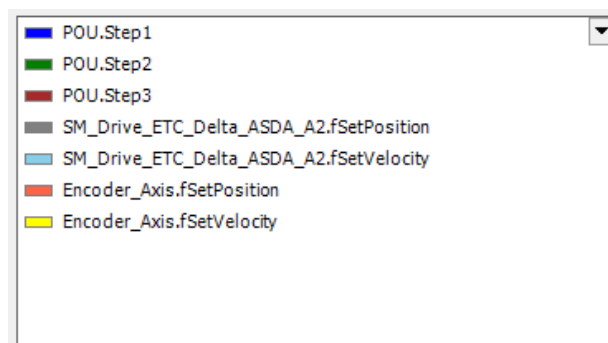 POU.Step1
POU.Step2
POU.Step3
SM_Drive_ETC_Delta_ASDA_A2.fSetPosition
SM_Drive_ETC_Delta_ASDA_A2.fSetVelocity
Encoder_Axis.fSetPosition
Encoder_Axis.fSetVelocity